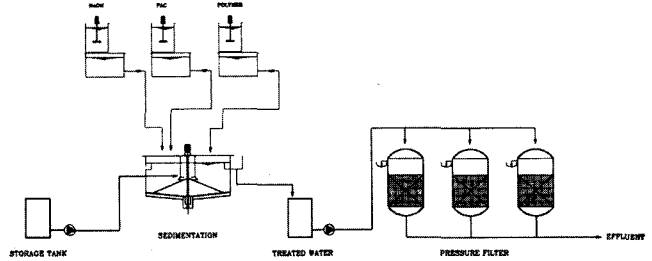 NAOH PAC POLYMER
EFFLUENT
STORAGE TANK SEDIMENTATION TREATED WATER PRESSURE FILTER